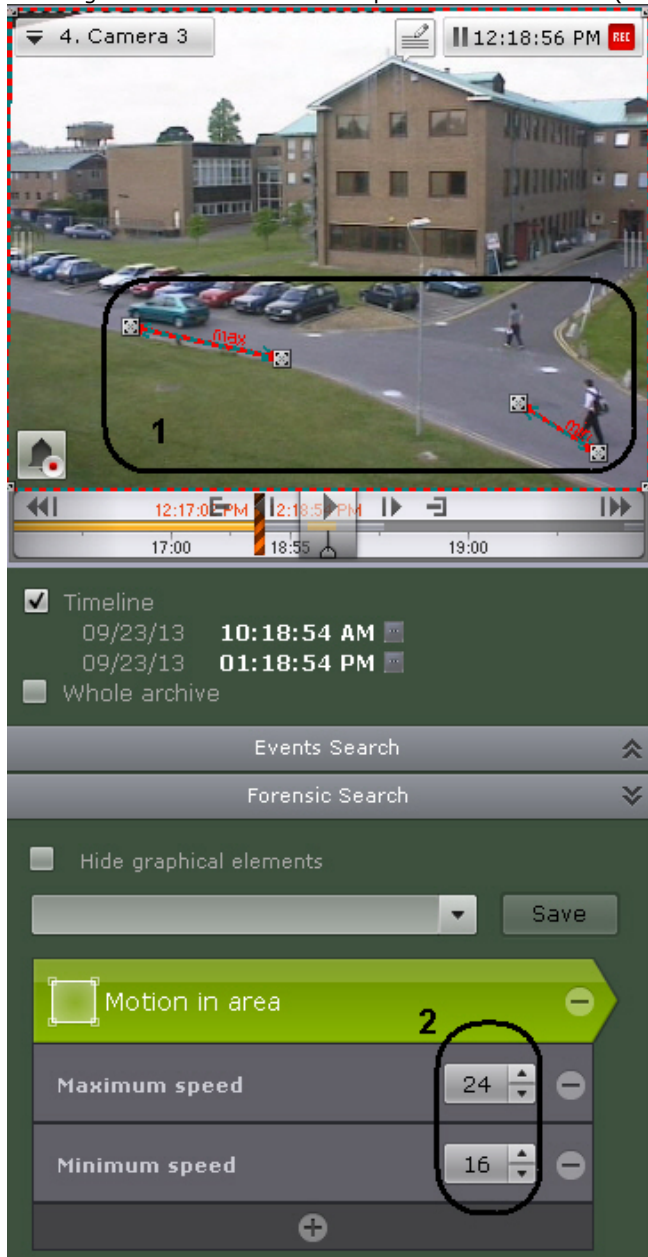 4. Camera 3
12:18:56 PM REC
max
1
12:17:02 PM
17:00
18:55
19:00
Timeline
09/23/13 10:18:54 AM
09/23/13 01:18:54 PM
Whole archive
Events Search
Forensic Search
Hide graphical elements
Save
Motion in area
2
Maximum speed 24
Minimum speed 16